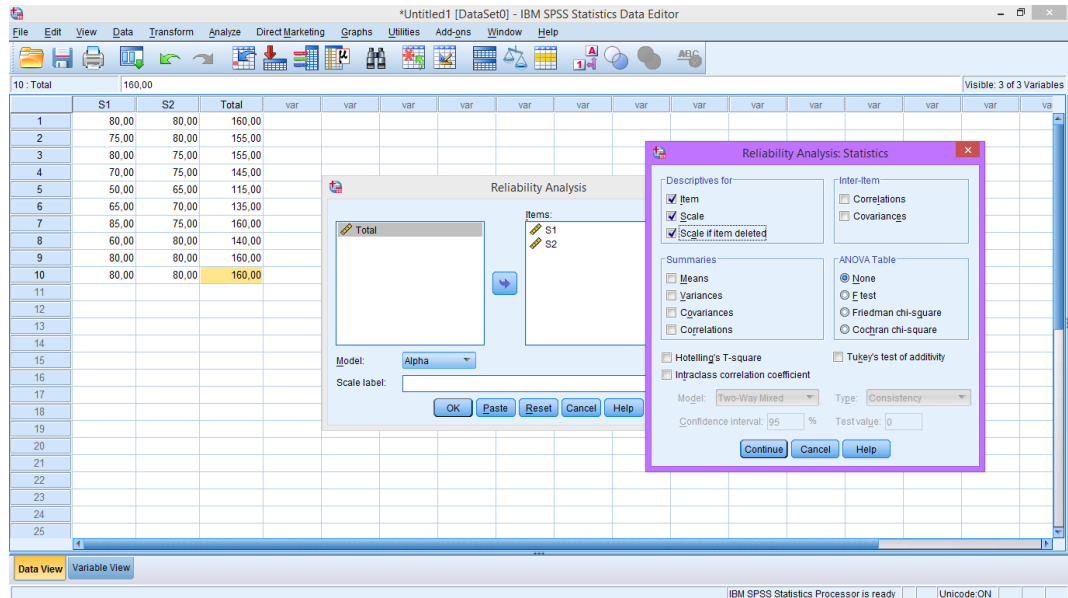 *Untitled1 [DataSet0] - IBM SPSS Statistics Data Editor
File Edit View Data Transform Analyze Direct Marketing Graphs Utilities Add-ons Window Help
10 : Total 160,00 Visible: 3 of 3 Variables
S1 S2 Total var var var var var var var var var var var var var va
1 80,00 80,00 160,00
2 75,00 80,00 155,00
3 80,00 75,00 155,00
4 70,00 75,00 145,00
5 50,00 65,00 115,00
6 65,00 70,00 135,00
7 85,00 75,00 160,00
8 60,00 80,00 140,00
9 80,00 80,00 160,00
10 80,00 80,00 160,00
11
12
13
14
15
16
17
18
19
20
21
22
23
24
25
Reliability Analysis
Items:
Total
S1
S2
Model: Alpha
Scale label:
OK Paste Reset Cancel Help
Reliability Analysis: Statistics
Descriptives for
Item
Scale
Scale if item deleted
Inter-Item
Correlations
Covariances
Summaries
Means
Variances
Covariances
Correlations
ANOVA Table
None
F test
Friedman chi-square
Cochran chi-square
Hotelling's T-square Tukey's test of additivity
Intraclass correlation coefficient
Model: Two-Way Mixed Type: Consistency
Confidence interval: 95 % Test value: 0
Continue Cancel Help
Data View Variable View
IBM SPSS Statistics Processor is ready Unicode:ON